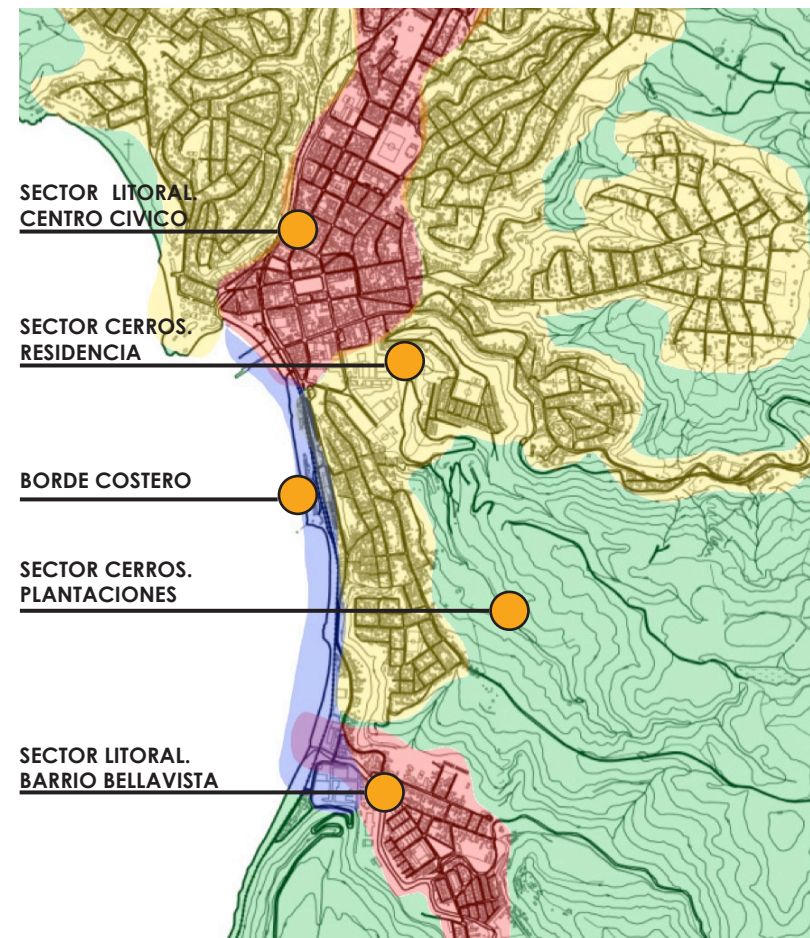 SECTOR LITORAL.
CENTRO CIVICO
SECTOR CERROS.
RESIDENCIA
BORDE COSTERO
SECTOR CERROS.
PLANTACIONES
SECTOR LITORAL.
BARRIO BELLAVISTA